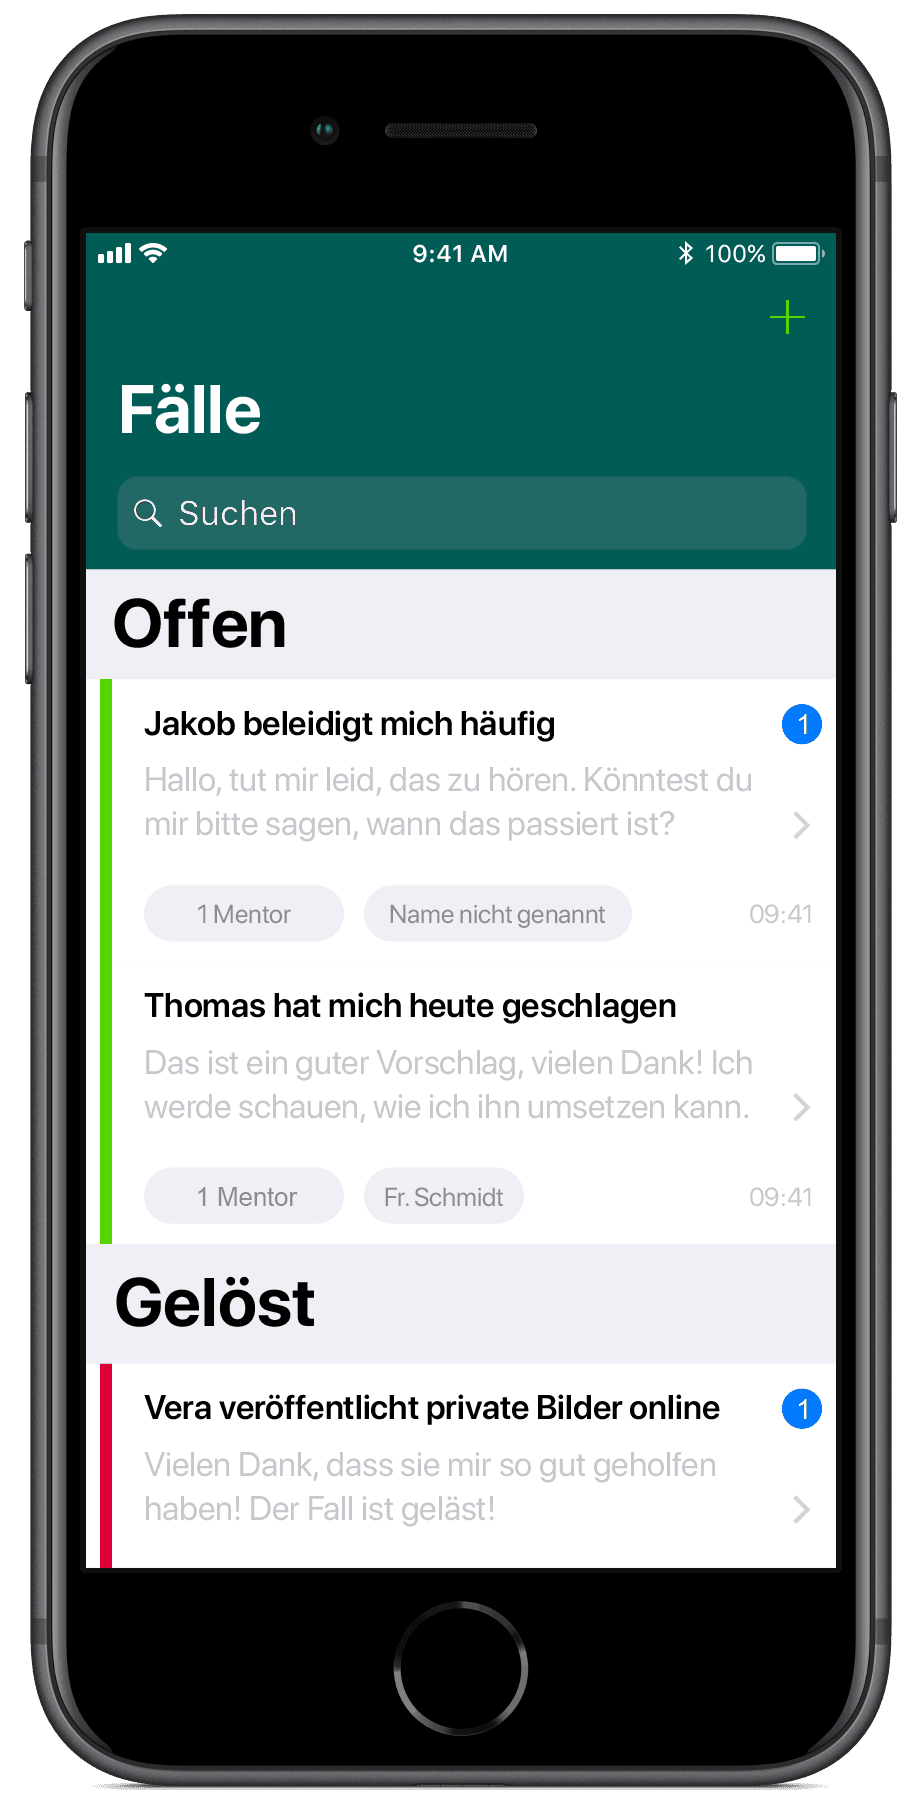 9:41 AM 100%
Fälle
Suchen
Offen
Jakob beleidigt mich häufig 1
Hallo, tut mir leid, das zu hören. Könntest du
mir bitte sagen, wann das passiert ist?
1 Mentor Name nicht genannt 09:41
Thomas hat mich heute geschlagen
Das ist ein guter Vorschlag, vielen Dank! Ich
werde schauen, wie ich ihn umsetzen kann.
1 Mentor Fr. Schmidt 09:41
Gelöst
Vera veröffentlicht private Bilder online 1
Vielen Dank, dass sie mir so gut geholfen
haben! Der Fall ist geläst!